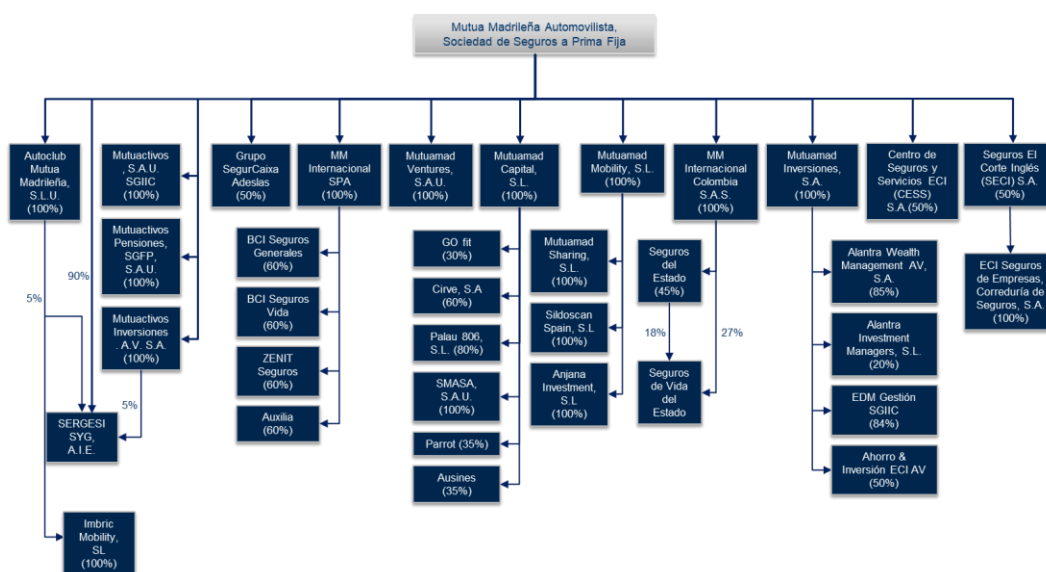 Mutua Madrileña Automovilista,
Sociedad de Seguros a Prima Fija
Autoclub
Mutua
Madrileña,
S.L.U.
(100%)
Mutuactivos
, S.A.U.
SGIIC
(100%)
Mutuactivos
Pensiones,
SGFP,
S.A.U.
(100%)
Mutuactivos
Inversiones
. A.V. S.A.
(100%)
90%
5%
5%
SERGESI
SYG,
A.I.E.
Imbric
Mobility,
SL
(100%)
Grupo
SegurCaixa
Adeslas
(50%)
MM
Internacional
SPA
(100%)
BCI Seguros
Generales
(60%)
BCI Seguros
Vida
(60%)
ZENIT
Seguros
(60%)
Auxilia
(60%)
Mutuamad
Ventures,
S.A.U.
(100%)
Mutuamad
Capital,
S.L.
(100%)
GO fit
(30%)
Cirve, S.A
(60%)
Palau 806,
S.L. (80%)
SMASA,
S.A.U.
(100%)
Parrot (35%)
Ausines
(35%)
Mutuamad
Mobility, S.L.
(100%)
Mutuamad
Sharing,
S.L.
(100%)
Sildoscan
Spain, S.L
(100%)
Anjana
Investment,
S.L
(100%)
MM
Internacional
Colombia
S.A.S.
(100%)
Seguros
del
Estado
(45%)
18%
27%
Seguros
de Vida
del
Estado
Mutuamad
Inversiones,
S.A.
(100%)
Alantra Wealth
Management AV,
S.A.
(85%)
Alantra
Investment
Managers, S.L.
(20%)
EDM Gestión
SGIIC
(84%)
Ahorro &
Inversión ECI AV
(50%)
Centro de
Seguros y
Servicios ECI
(CESS)
S.A.(50%)
Seguros El
Corte Inglés
(SECI) S.A.
(50%)
ECI Seguros
de Empresas,
Correduría de
Seguros, S.A.
(100%)